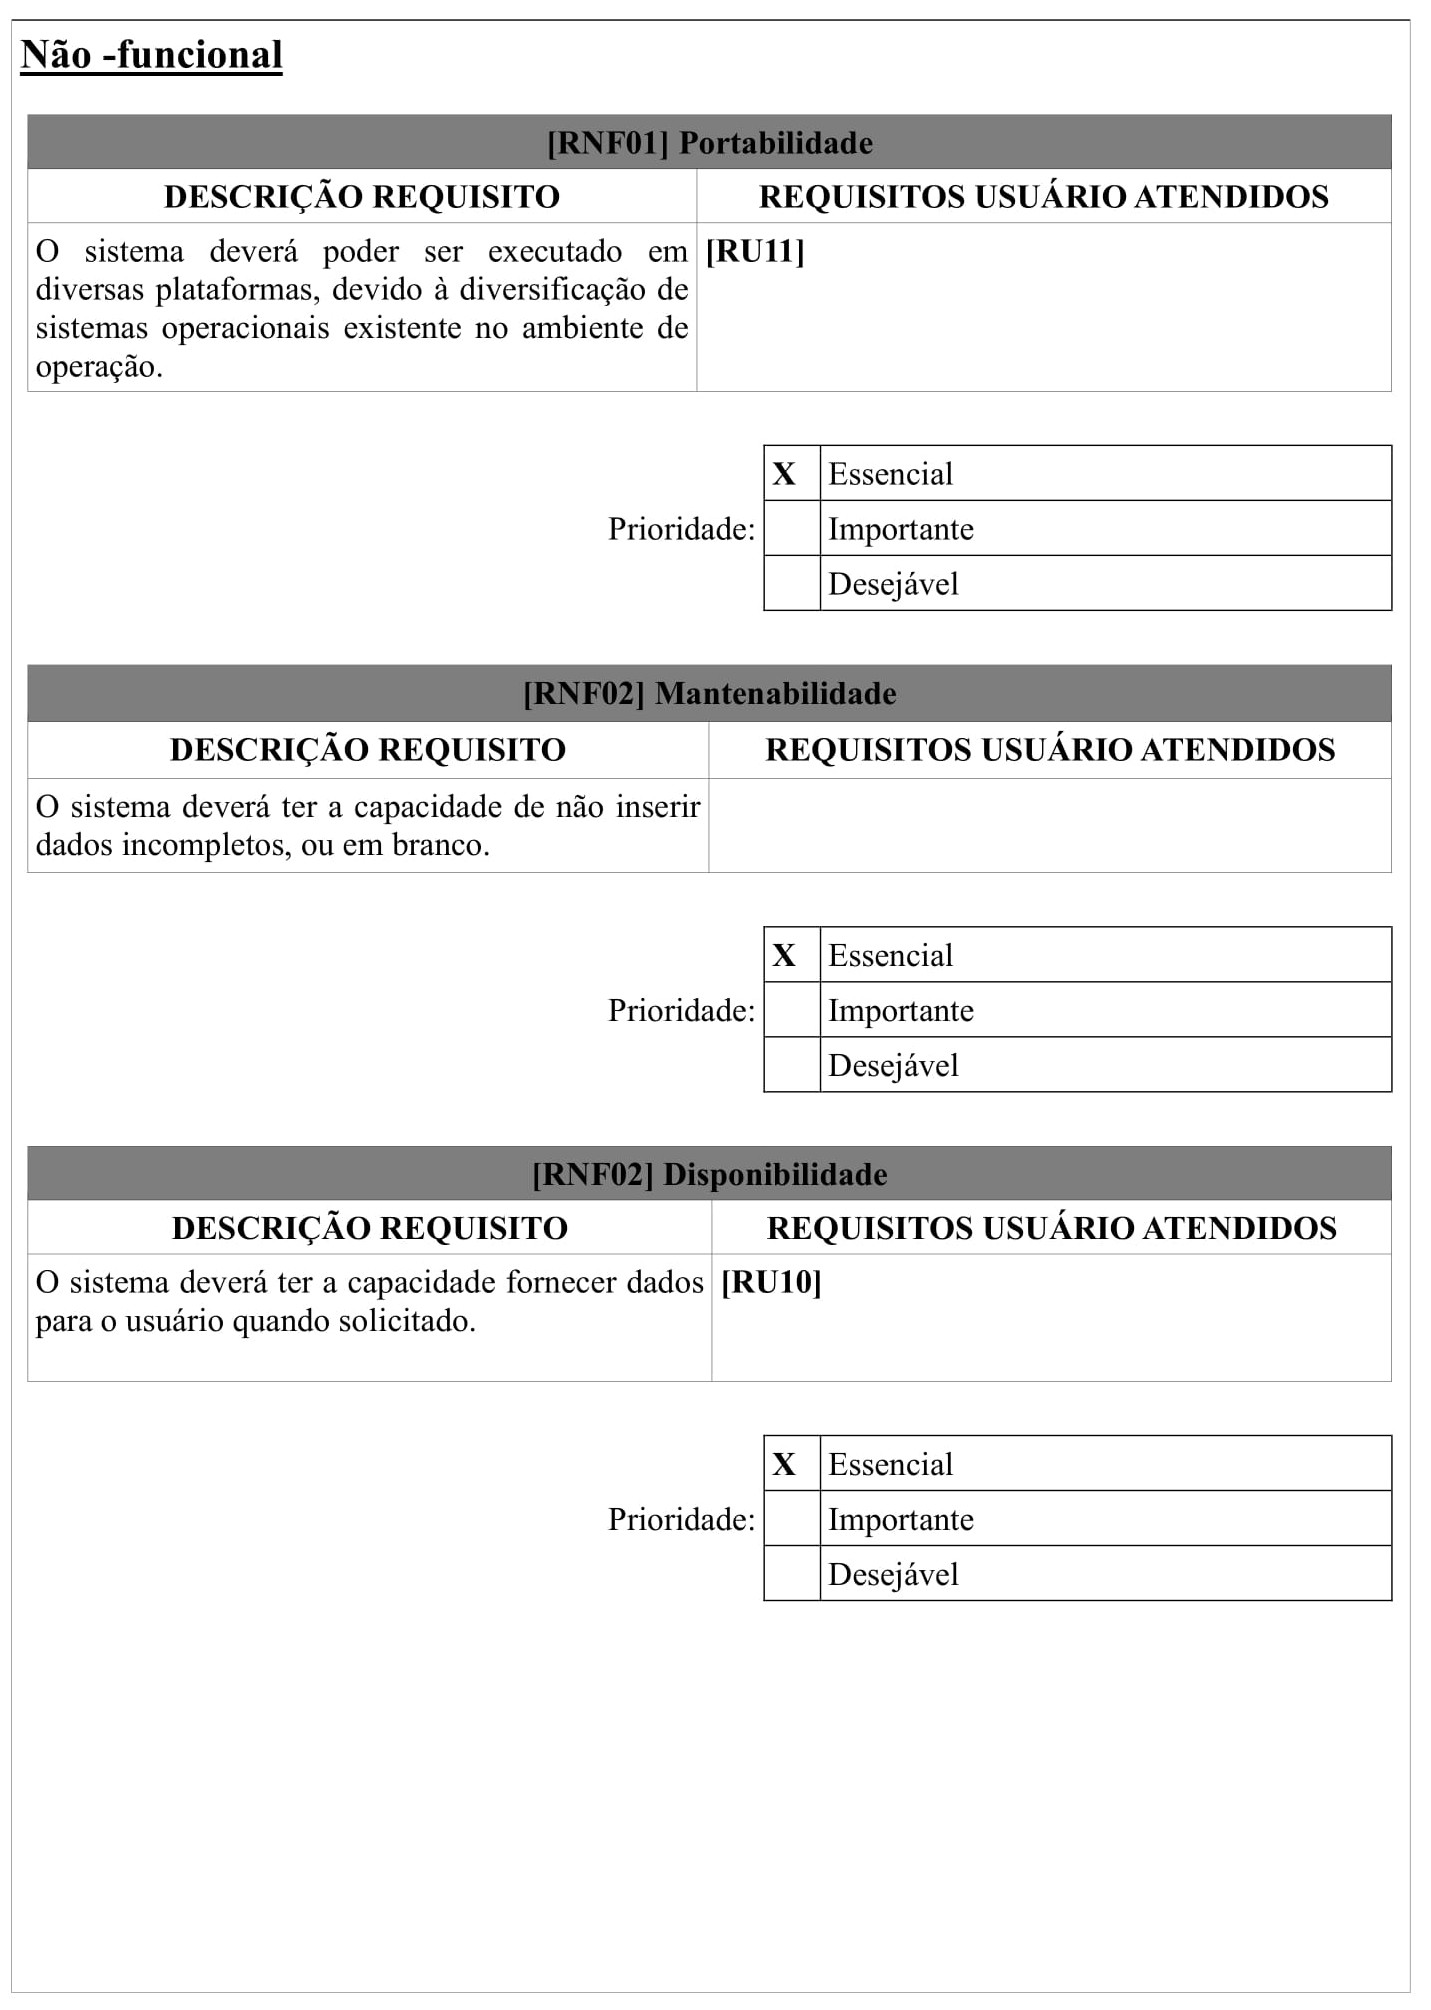 Não -funcional
[RNF01] Portabilidade
DESCRIÇÃO REQUISITO
REQUISITOS USUÁRIO ATENDIDOS
O sistema deverá poder ser executado em
diversas plataformas, devido à diversificação de
sistemas operacionais existente no ambiente de
operação.
[RU11]
X Essencial
Prioridade: Importante
Desejável
[RNF02] Mantenabilidade
DESCRIÇÃO REQUISITO
REQUISITOS USUÁRIO ATENDIDOS
O sistema deverá ter a capacidade de não inserir
dados incompletos, ou em branco.
X Essencial
Prioridade: Importante
Desejável
[RNF02] Disponibilidade
DESCRIÇÃO REQUISITO
REQUISITOS USUÁRIO ATENDIDOS
O sistema deverá ter a capacidade fornecer dados
para o usuário quando solicitado.
[RU10]
X Essencial
Prioridade: Importante
Desejável